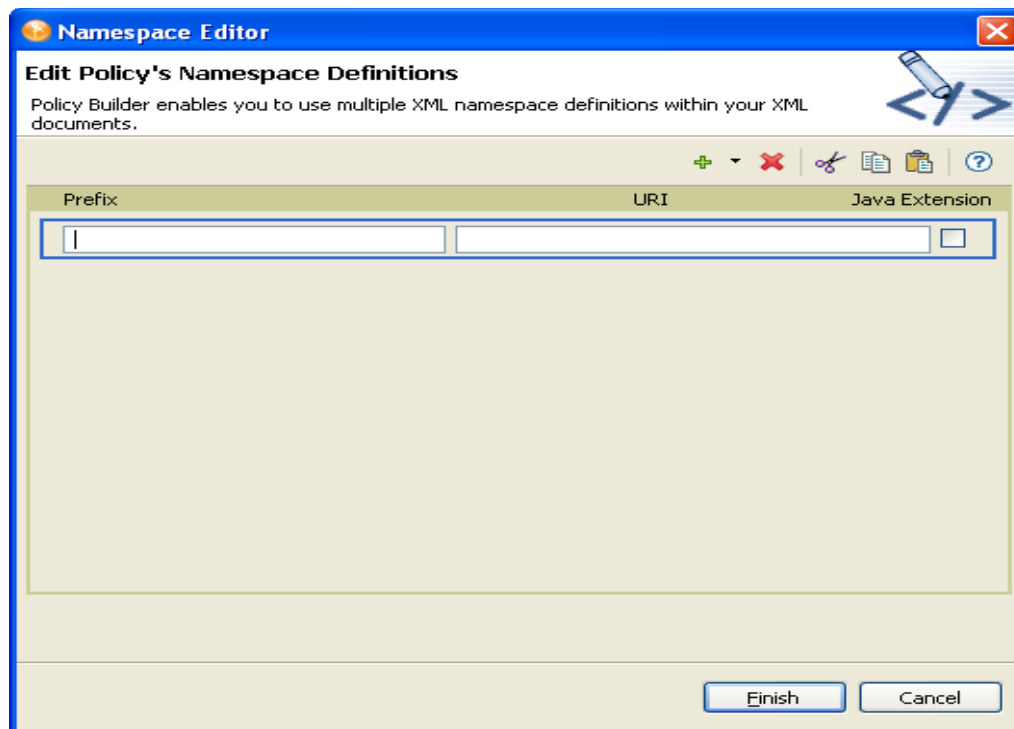 Namespace Editor
Edit Policy's Namespace Definitions
Policy Builder enables you to use multiple XML namespace definitions within your XML
documents.
Prefix URI Java Extension
Finish Cancel